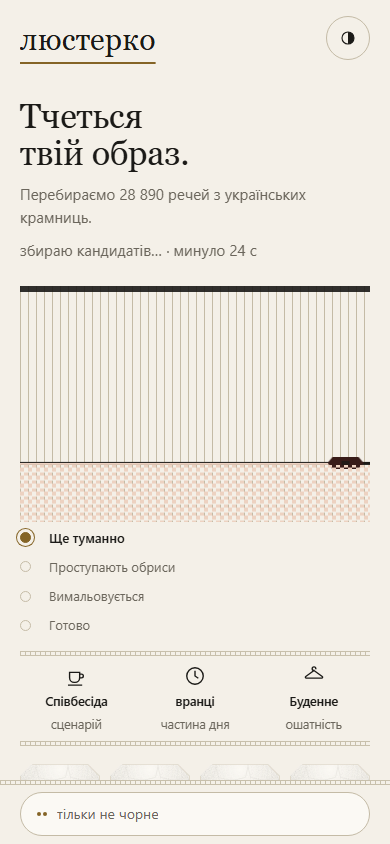 люстерко
Тчеться
твій образ.
Перебираємо 28 890 речей з українських
крамниць.
збираю кандидатів... · минуло 24 с
Ще туманно
Проступають обриси
Вимальовується
Готово
Співбесіда
сценарій
вранці
частина дня
Буденне
ошатність
тільки не чорне